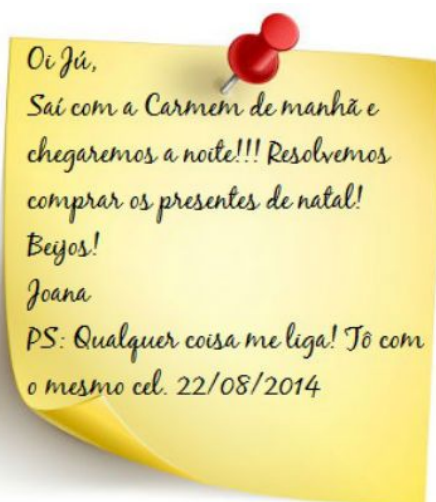 Oi Jú,
Saí com a Carmem de manhã e
chegaremos a noite!!! Resolvemos
comprar os presentes de natal!
Beijos!
Joana
PS: Qualquer coisa me liga! Tô com
o mesmo cel. 22/08/2014